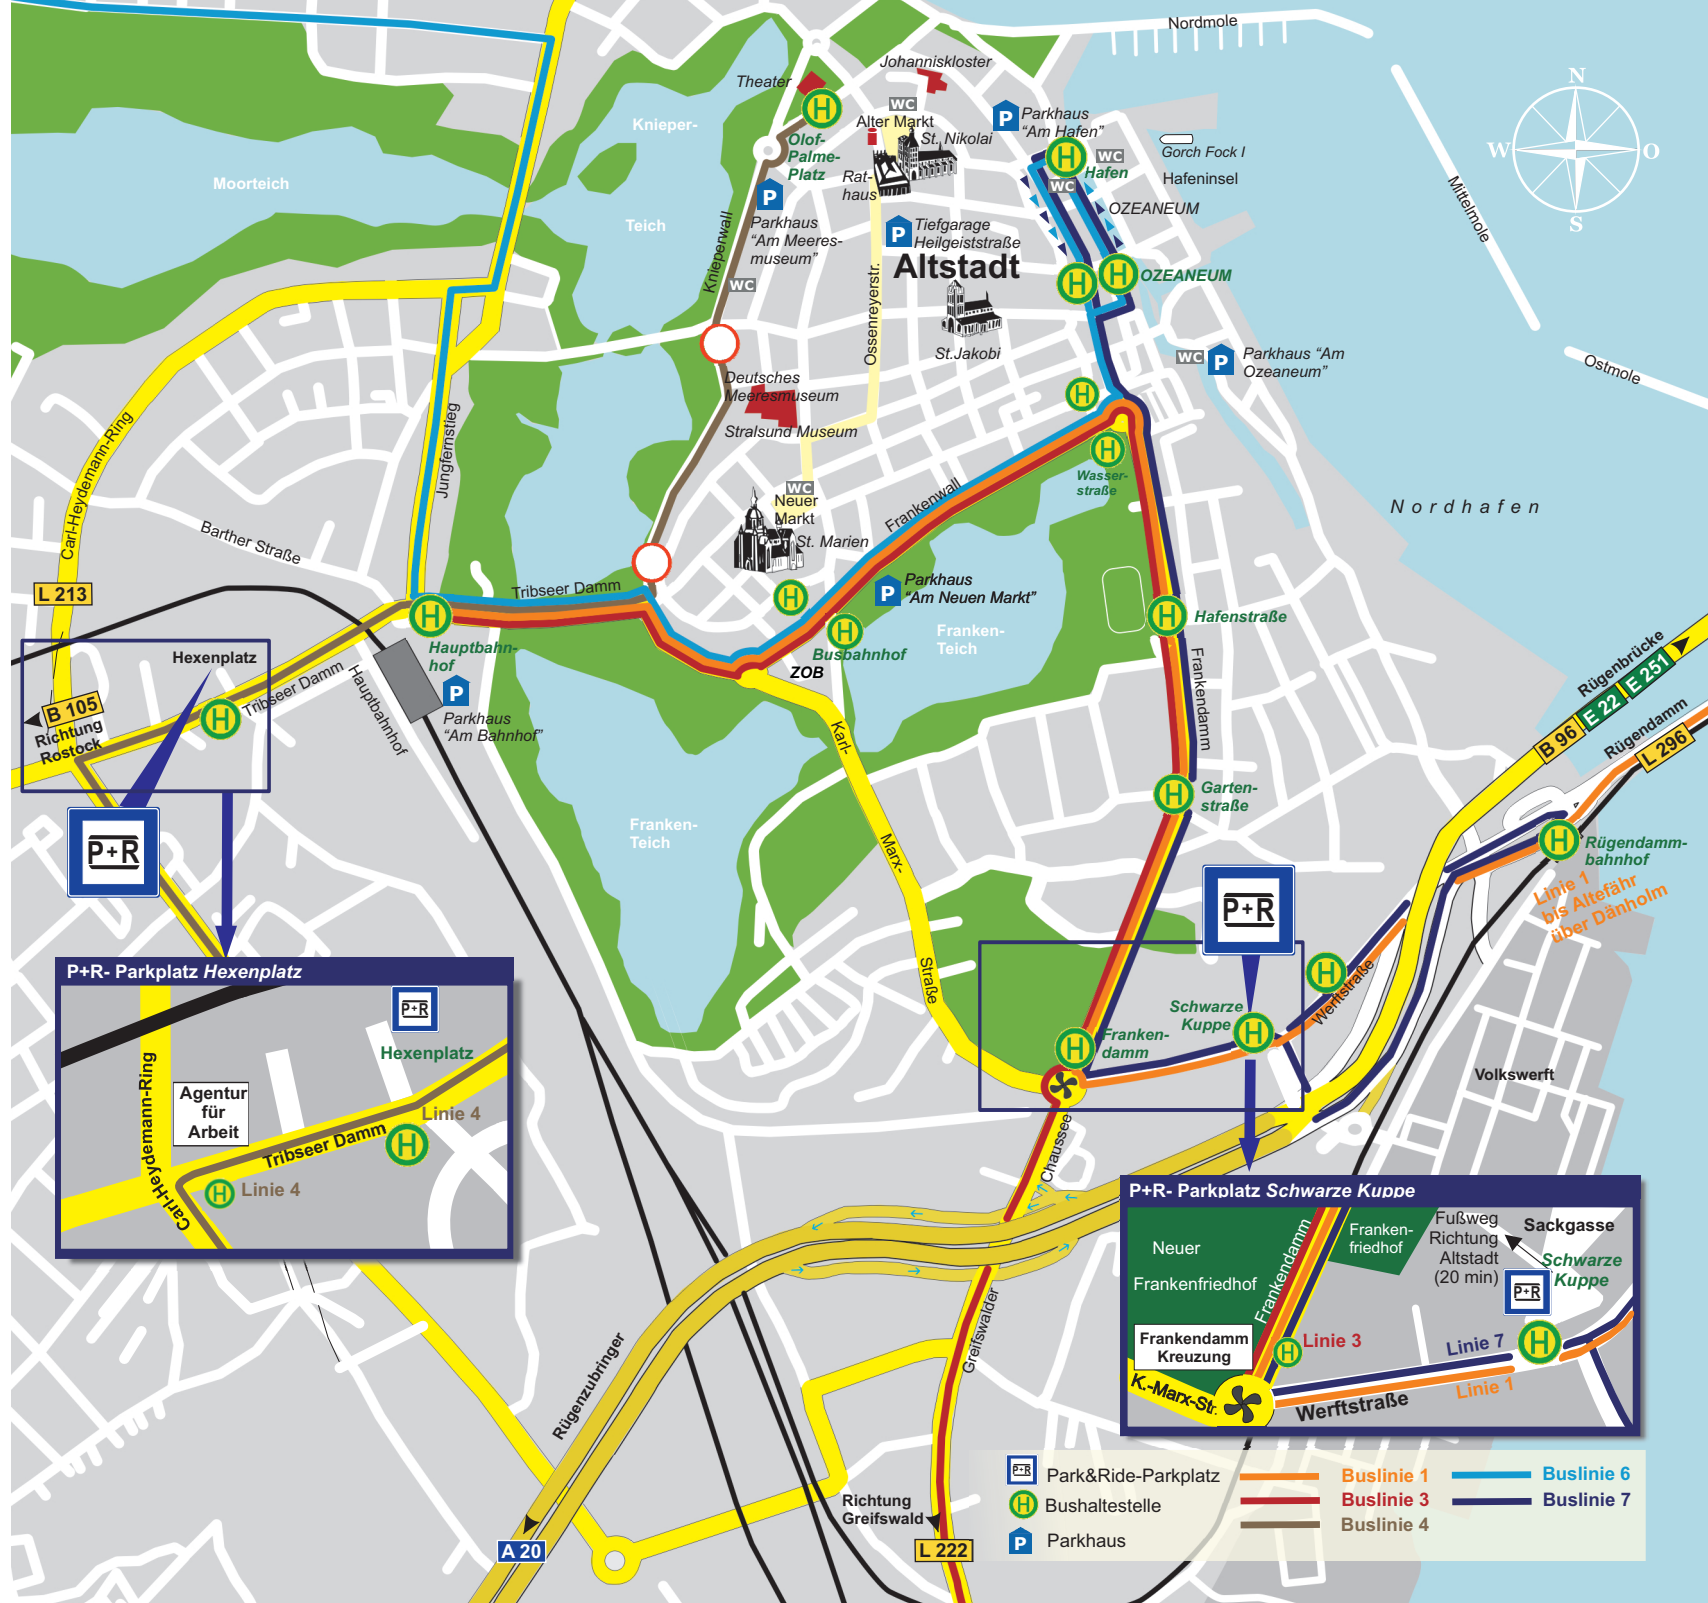 Nordmole
Johanniskloster
Theater
N
W
O
S
Knieper-
Teich
Moorteich
H
Olof-
Palme-
Platz
WC
Alter Markt
St. Nikolai
i
Rat-
haus
P
Parkhaus
"Am Hafen"
H
Hafen
WC
WC
Gorch Fock I
Hafeninsel
OZEANEUM
Mittelmole
P
Parkhaus
"Am Meeres-
museum"
Knieperwall
WC
P
Tiefgarage
Heilgeiststraße
Altstadt
H
H
OZEANEUM
Ossenreyerstr.
St.Jakobi
WC
P
Parkhaus "Am
Ozeaneum"
Ostmole
Deutsches
Meeresmuseum
Stralsund Museum
H
H
Wasser-
straße
Carl-Heydemann-Ring
Jungfernstieg
Barther Straße
WC
Neuer
Markt
St. Marien
Frankenwall
Nordhafen
L 213
Tribseer Damm
H
P
Parkhaus
"Am Neuen Markt"
H
Hauptbahn-
hof
H
Busbahnhof
ZOB
Franken-
Teich
H
Hafenstraße
Hexenplatz
H
Tribseer Damm
B 105
Richtung
Rostock
Hauptbahnhof
P
Parkhaus
"Am Bahnhof"
Karl-
Marx-
Straße
Frankendamm
Rügenbrücke
B 96
E 22
E 251
Rügendamm
L 296
H
Garten-
straße
P+R
Franken-
Teich
H
Rügendamm-
bahnhof
Linie 1
bis Altefähr
über Dänholm
P+R
H
Werftstraße
Schwarze
Kuppe
H
H
Franken-
damm
Volkswerft
P+R- Parkplatz Hexenplatz
P+R
Hexenplatz
Carl-Heydemann-Ring
Agentur
für
Arbeit
Linie 4
H
Tribseer Damm
H
Linie 4
Chaussee
Greifswalder
Rügenzubringer
P+R- Parkplatz Schwarze Kuppe
Neuer
Frankenfriedhof
Frankendamm
Franken-
friedhof
Fußweg
Richtung
Altstadt
(20 min)
Sackgasse
Schwarze
Kuppe
P+R
Frankendamm
Kreuzung
H
Linie 3
Linie 7
H
Linie 1
K.-Marx-Str.
Werftstraße
Richtung
Greifswald
A 20
L 222
P+R
Park&Ride-Parkplatz
H
Bushaltestelle
P
Parkhaus
Buslinie 1
Buslinie 3
Buslinie 4
Buslinie 6
Buslinie 7